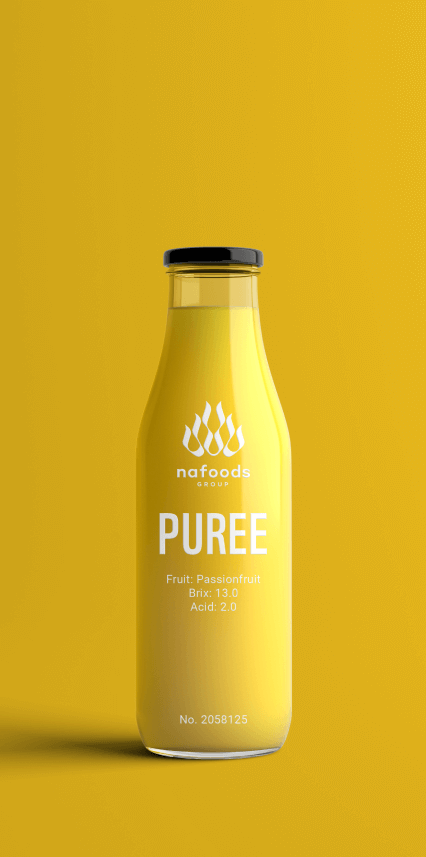 nafoods
GROUP
PUREE
Fruit: Passionfruit
Brix: 13.0
Acid: 2.0
No. 2058125